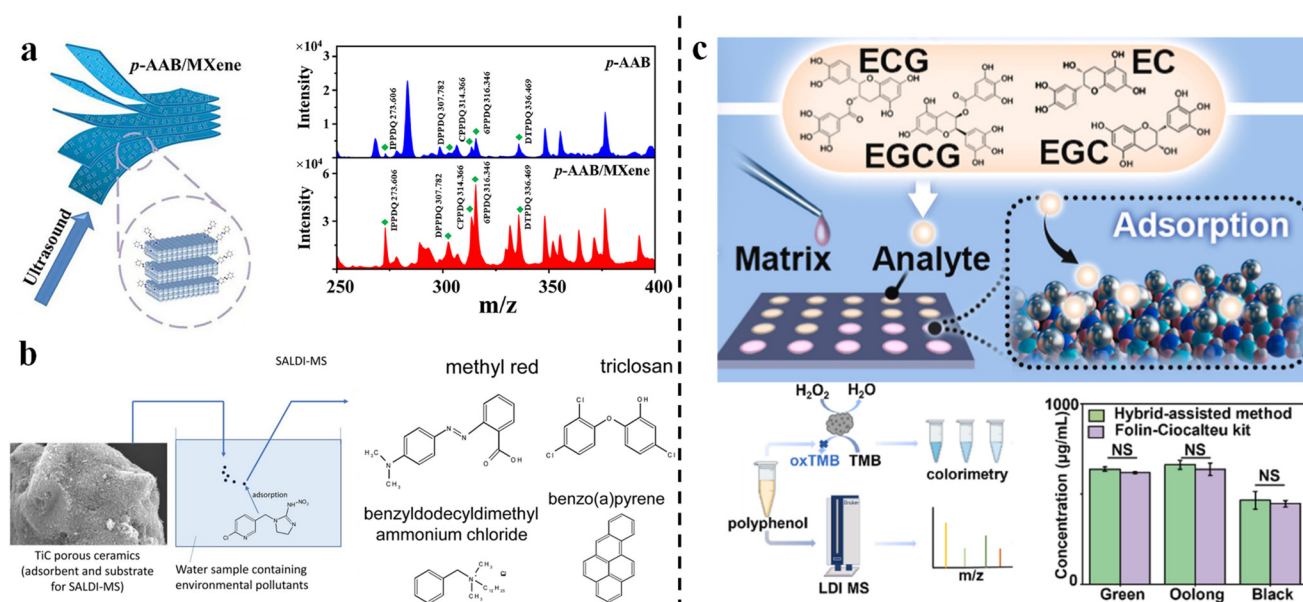 a
p-AAB/MXene
Ultrasound
×10⁴
p-AAB
Intensity
2
1
0
IPPDQ 273.606
DPPDQ 307.782
CPPDQ 314.366
6PPDQ 316.346
DTPDQ 336.469
×10⁴
6
p-AAB/MXene
Intensity
3
0
IPPDQ 273.606
DPPDQ 307.782
CPPDQ 314.366
6PPDQ 316.346
DTPDQ 336.469
250
300
350
400
m/z
b
SALDI-MS
adsorption
TiC porous ceramics
(adsorbent and substrate
for SALDI-MS)
Water sample containing
environmental pollutants
methyl red
triclosan
benzyldodecyldimethyl
ammonium chloride
benzo(a)pyrene
c
ECG
EC
EGCG
EGC
Matrix
Analyte
Adsorption
H₂O₂
H₂O
oxTMB
TMB
colorimetry
polyphenol
LDI MS
m/z
Concentration (μg/mL)
1000
500
0
Hybrid-assisted method
Folin-Ciocalteu kit
NS
NS
NS
Green
Oolong
Black